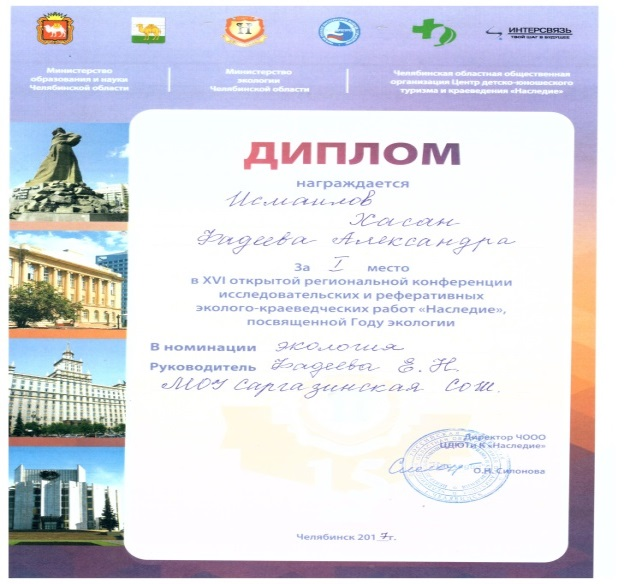 ИНТЕРСВЯЗЬ
ТВОЙ ШАГ В БУДУЩЕЕ
Министерство
образования и науки
Челябинской области
Министерство
экологии
Челябинской области
Челябинская областная общественная
организация Центр детско-юношеского
туризма и краеведения «Наследие»
ДИПЛОМ
награждается
Исмаилов
Хасан
Фадеева Александра
За I место
в XVI открытой региональной конференции
исследовательских и реферативных
эколого-краеведческих работ «Наследие»,
посвященной Году экологии
В номинации экология
Руководитель Фадеева Е. Н.
МОУ Саргазинская СОШ.
Директор ЧООО
ЦДЮТи К «Наследие»
Челябинск 2017г.